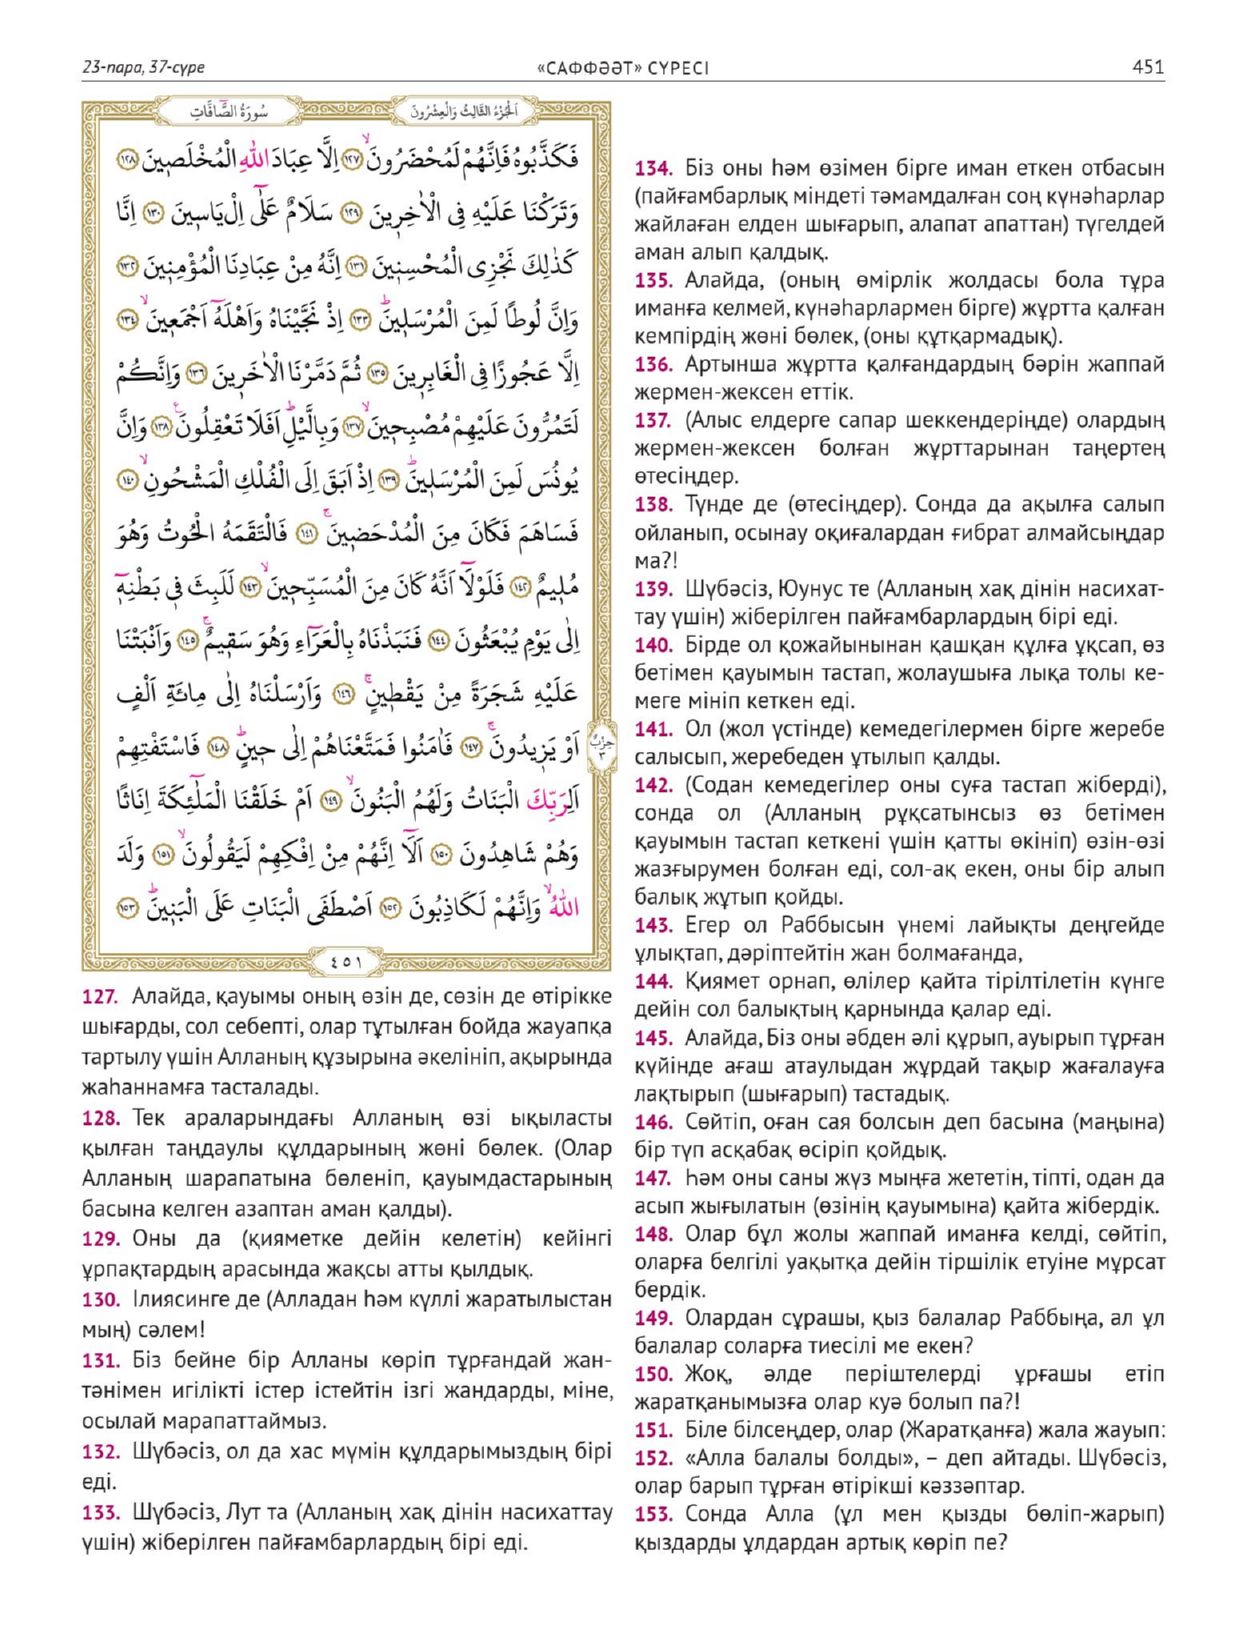 23-пара, 37-сүре
«САФФӘӘТ» СҮРЕСІ
451
سُورَةُ الصَّٓافَّاتِ
اَلْجُزْءُ الثَّالِثُ وَالْعِشْرُونَ
فَكَذَّبُوهُ فَاِنَّهُمْ لَمُحْضَرُونَۙ ﴿١٢٧﴾ اِلَّا عِبَادَ اللّٰهِ الْمُخْلَصٖينَ ﴿١٢٨﴾
وَتَرَكْنَا عَلَيْهِ فِى الْاٰخِرٖينَ ﴿١٢٩﴾ سَلَامٌ عَلٰٓى اِلْ‌يَاسٖينَ ﴿١٣٠﴾ اِنَّا
كَذٰلِكَ نَجْزِى الْمُحْسِنٖينَ ﴿١٣١﴾ اِنَّهُ مِنْ عِبَادِنَا الْمُؤْمِنٖينَ ﴿١٣٢﴾
وَاِنَّ لُوطًا لَمِنَ الْمُرْسَلٖينَؕ ﴿١٣٣﴾ اِذْ نَجَّيْنَاهُ وَاَهْلَهُٓ اَجْمَعٖينَۙ ﴿١٣٤﴾
اِلَّا عَجُوزًا فِى الْغَابِرٖينَ ﴿١٣٥﴾ ثُمَّ دَمَّرْنَا الْاٰخَرٖينَ ﴿١٣٦﴾ وَاِنَّكُمْ
لَتَمُرُّونَ عَلَيْهِمْ مُصْبِحٖينَۙ ﴿١٣٧﴾ وَبِالَّيْلِؕ اَفَلَا تَعْقِلُونَࣖ ﴿١٣٨﴾ وَاِنَّ
يُونُسَ لَمِنَ الْمُرْسَلٖينَؕ ﴿١٣٩﴾ اِذْ اَبَقَ اِلَى الْفُلْكِ الْمَشْحُونِۙ ﴿١٤٠﴾
فَسَاهَمَ فَكَانَ مِنَ الْمُدْحَضٖينَۚ ﴿١٤١﴾ فَالْتَقَمَهُ الْحُوتُ وَهُوَ
مُلٖيمٌ ﴿١٤٢﴾ فَلَوْلَٓا اَنَّهُ كَانَ مِنَ الْمُسَبِّحٖينَۙ ﴿١٤٣﴾ لَلَبِثَ فٖى بَطْنِهٖٓ
اِلٰى يَوْمِ يُبْعَثُونَ ﴿١٤٤﴾ فَنَبَذْنَاهُ بِالْعَرَٓاءِ وَهُوَ سَقٖيمٌۚ ﴿١٤٥﴾ وَاَنْبَتْنَا
عَلَيْهِ شَجَرَةً مِنْ يَقْطٖينٍۚ ﴿١٤٦﴾ وَاَرْسَلْنَاهُ اِلٰى مِائَةِ اَلْفٍ
اَوْ يَزٖيدُونَۚ ﴿١٤٧﴾ فَاٰمَنُوا فَمَتَّعْنَاهُمْ اِلٰى حٖينٍؕ ﴿١٤٨﴾ فَاسْتَفْتِهِمْ
اَلِرَبِّكَ الْبَنَاتُ وَلَهُمُ الْبَنُونَۙ ﴿١٤٩﴾ اَمْ خَلَقْنَا الْمَلٰٓئِكَةَ اِنَاثًا
وَهُمْ شَاهِدُونَ ﴿١٥٠﴾ اَلَٓا اِنَّهُمْ مِنْ اِفْكِهِمْ لَيَقُولُونَۙ ﴿١٥١﴾ وَلَدَ
اللّٰهُۙ وَاِنَّهُمْ لَكَاذِبُونَ ﴿١٥٢﴾ اَصْطَفَى الْبَنَاتِ عَلَى الْبَنٖينَؕ ﴿١٥٣﴾
حزب
٣
٤٥١
127. Алайда, қауымы оның өзін де, сөзін де өтірікке
шығарды, сол себепті, олар тұтылған бойда жауапқа
тартылу үшін Алланың құзырына әкелініп, ақырында
жаһаннамға тасталады.
128. Тек араларындағы Алланың өзі ықыласты
қылған таңдаулы құлдарының жөні бөлек. (Олар
Алланың шарапатына бөленіп, қауымдастарының
басына келген азаптан аман қалды).
129. Оны да (қияметке дейін келетін) кейінгі
ұрпақтардың арасында жақсы атты қылдық.
130. Ілиясинге де (Алладан һәм күллі жаратылыстан
мың) сәлем!
131. Біз бейне бір Алланы көріп тұрғандай жан-
тәнімен игілікті істер істейтін ізгі жандарды, міне,
осылай марапаттаймыз.
132. Шүбәсіз, ол да хас мүмін құлдарымыздың бірі
еді.
133. Шүбәсіз, Лут та (Алланың хақ дінін насихаттау
үшін) жіберілген пайғамбарлардың бірі еді.
134. Біз оны һәм өзімен бірге иман еткен отбасын
(пайғамбарлық міндеті тәмамдалған соң күнәһарлар
жайлаған елден шығарып, алапат апаттан) түгелдей
аман алып қалдық.
135. Алайда, (оның өмірлік жолдасы бола тұра
иманға келмей, күнәһарлармен бірге) жұртта қалған
кемпірдің жөні бөлек, (оны құтқармадық).
136. Артынша жұртта қалғандардың бәрін жаппай
жермен-жексен еттік.
137. (Алыс елдерге сапар шеккендеріңде) олардың
жермен-жексен болған жұрттарынан таңертең
өтесіңдер.
138. Түнде де (өтесіңдер). Сонда да ақылға салып
ойланып, осынау оқиғалардан ғибрат алмайсыңдар
ма?!
139. Шүбәсіз, Юунус те (Алланың хақ дінін насихат-
тау үшін) жіберілген пайғамбарлардың бірі еді.
140. Бірде ол қожайынынан қашқан құлға ұқсап, өз
бетімен қауымын тастап, жолаушыға лықа толы ке-
меге мініп кеткен еді.
141. Ол (жол үстінде) кемедегілермен бірге жеребе
салысып, жеребеден ұтылып қалды.
142. (Содан кемедегілер оны суға тастап жіберді),
сонда ол (Алланың рұқсатынсыз өз бетімен
қауымын тастап кеткені үшін қатты өкініп) өзін-өзі
жазғырумен болған еді, сол-ақ екен, оны бір алып
балық жұтып қойды.
143. Егер ол Раббысын үнемі лайықты деңгейде
ұлықтап, дәріптейтін жан болмағанда,
144. Қиямет орнап, өлілер қайта тірілтілетін күнге
дейін сол балықтың қарнында қалар еді.
145. Алайда, Біз оны әбден әлі құрып, ауырып тұрған
күйінде ағаш атаулыдан жұрдай тақыр жағалауға
лақтырып (шығарып) тастадық.
146. Сөйтіп, оған сая болсын деп басына (маңына)
бір түп асқабақ өсіріп қойдық.
147. Һәм оны саны жүз мыңға жететін, тіпті, одан да
асып жығылатын (өзінің қауымына) қайта жібердік.
148. Олар бұл жолы жаппай иманға келді, сөйтіп,
оларға белгілі уақытқа дейін тіршілік етуіне мұрсат
бердік.
149. Олардан сұрашы, қыз балалар Раббыңа, ал ұл
балалар соларға тиесілі ме екен?
150. Жоқ, әлде періштелерді ұрғашы етіп
жаратқанымызға олар куә болып па?!
151. Біле білсеңдер, олар (Жаратқанға) жала жауып:
152. «Алла балалы болды», – деп айтады. Шүбәсіз,
олар барып тұрған өтірікші кәззәптар.
153. Сонда Алла (ұл мен қызды бөліп-жарып)
қыздарды ұлдардан артық көріп пе?